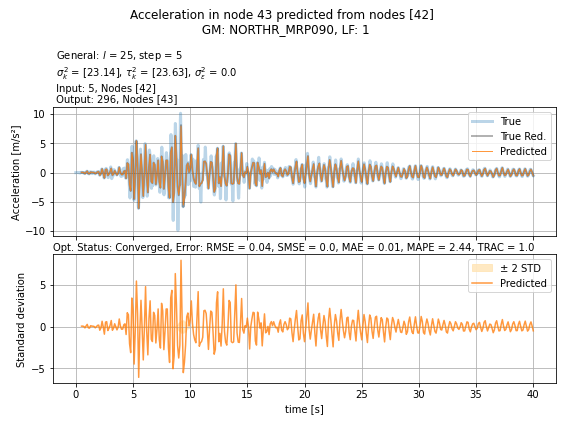 Acceleration in node 43 predicted from nodes [42]
GM: NORTHR_MRP090, LF: 1
General: l = 25, step = 5
σ²ₖ = [23.14], τ²ₖ = [23.63], σ²ε = 0.0
Input: 5, Nodes [42]
Output: 296, Nodes [43]
10
5
0
−5
−10
Acceleration [m/s²]
True
True Red.
Predicted
Opt. Status: Converged, Error: RMSE = 0.04, SMSE = 0.0, MAE = 0.01, MAPE = 2.44, TRAC = 1.0
5
0
−5
Standard deviation
± 2 STD
Predicted
0 5 10 15 20 25 30 35 40
time [s]